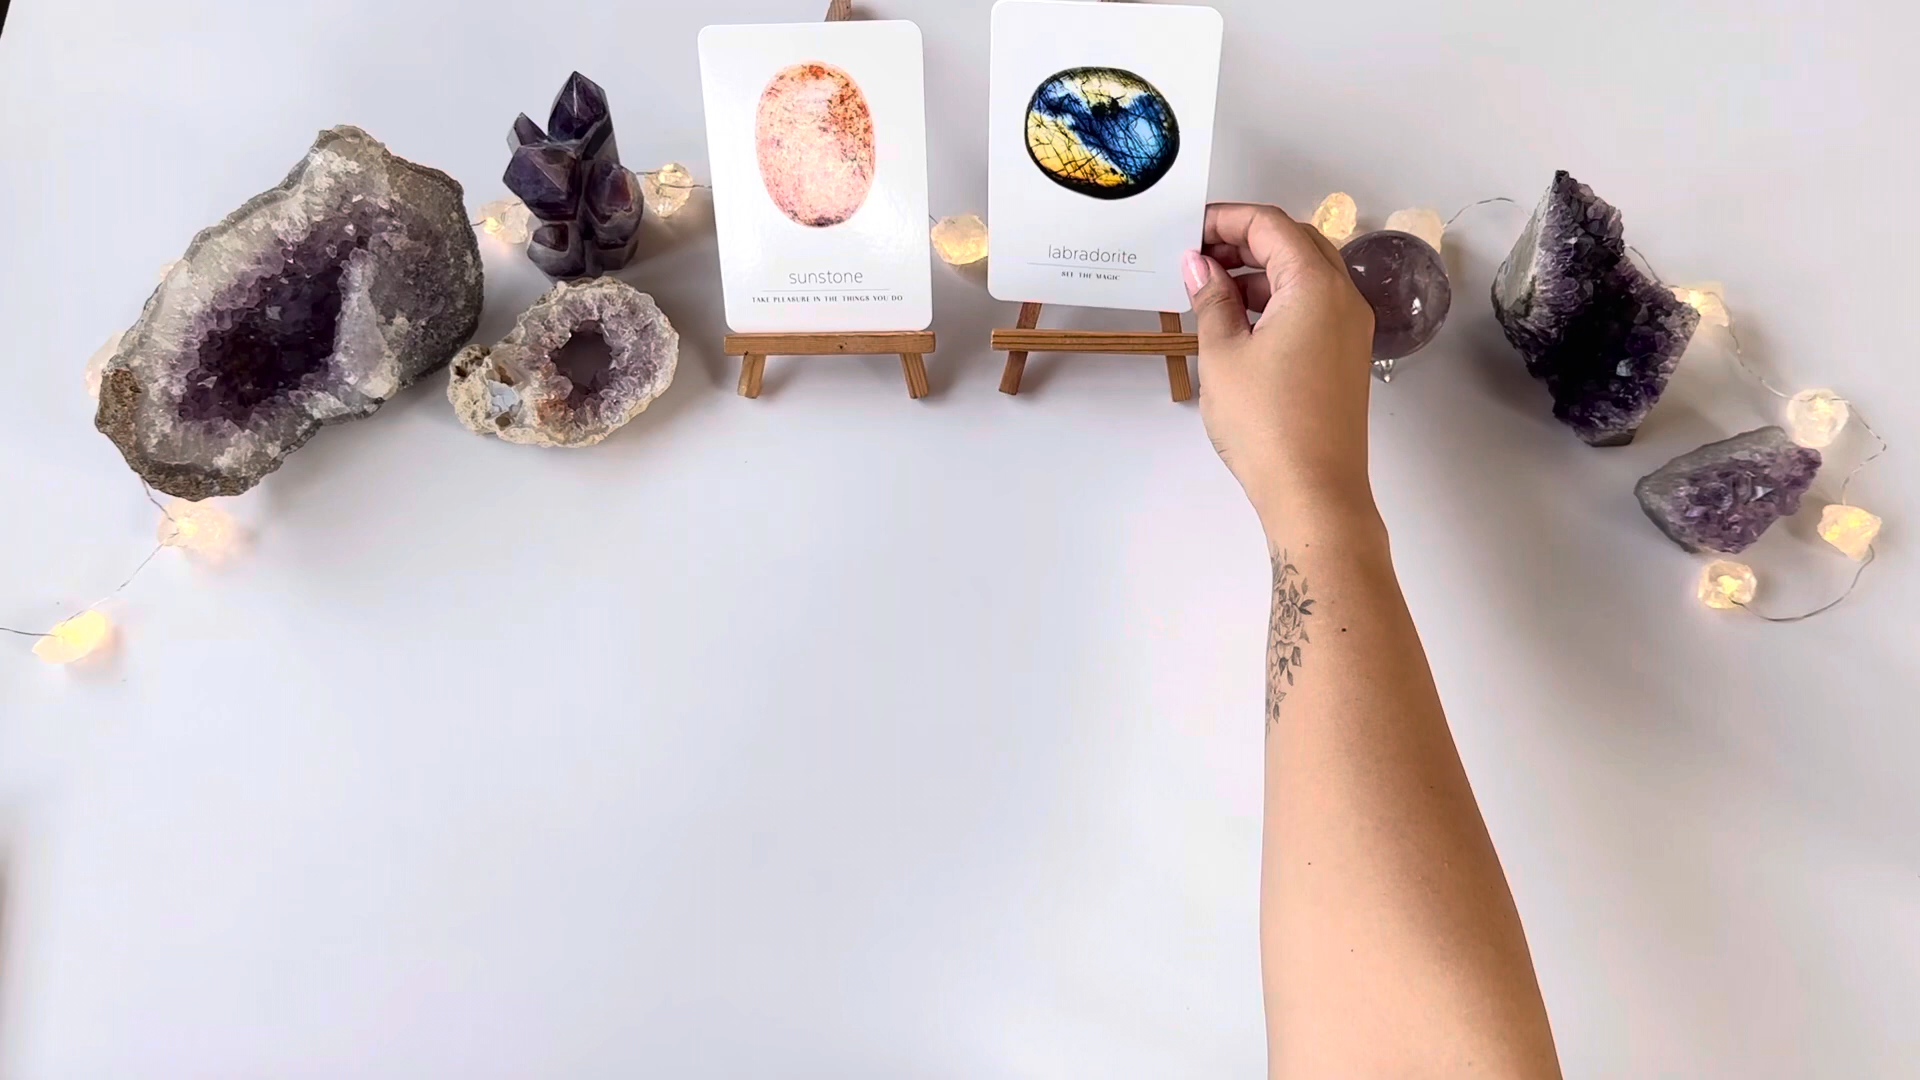 sunstone
TAKE PLEASURE IN THE THINGS YOU DO
labradorite
SEE THE MAGIC